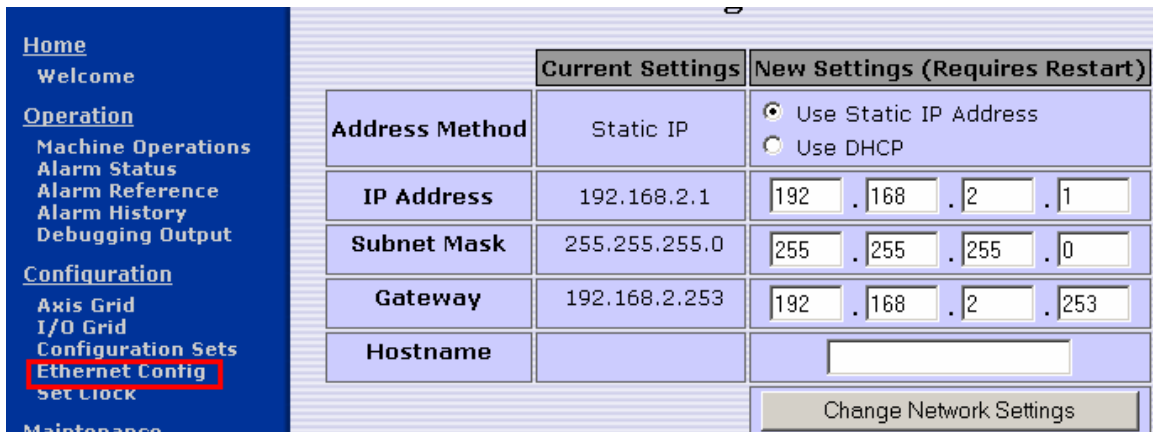 Home
Welcome
Operation
Machine Operations
Alarm Status
Alarm Reference
Alarm History
Debugging Output
Configuration
Axis Grid
I/O Grid
Configuration Sets
Ethernet Config
Set Clock
Maintenance
Current Settings New Settings (Requires Restart)
Address Method Static IP Use Static IP Address
Use DHCP
IP Address 192.168.2.1 192 . 168 . 2 . 1
Subnet Mask 255.255.255.0 255 . 255 . 255 . 0
Gateway 192.168.2.253 192 . 168 . 2 . 253
Hostname
Change Network Settings